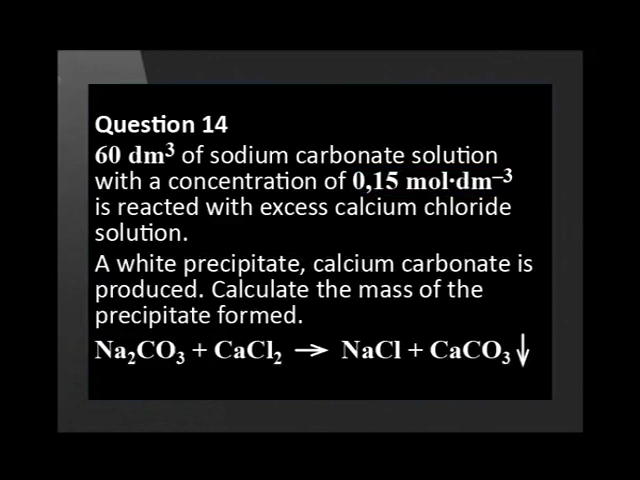 Question 14
60 dm³ of sodium carbonate solution
with a concentration of 0,15 mol·dm⁻³
is reacted with excess calcium chloride
solution.
A white precipitate, calcium carbonate is
produced. Calculate the mass of the
precipitate formed.
Na₂CO₃ + CaCl₂ → NaCl + CaCO₃↓